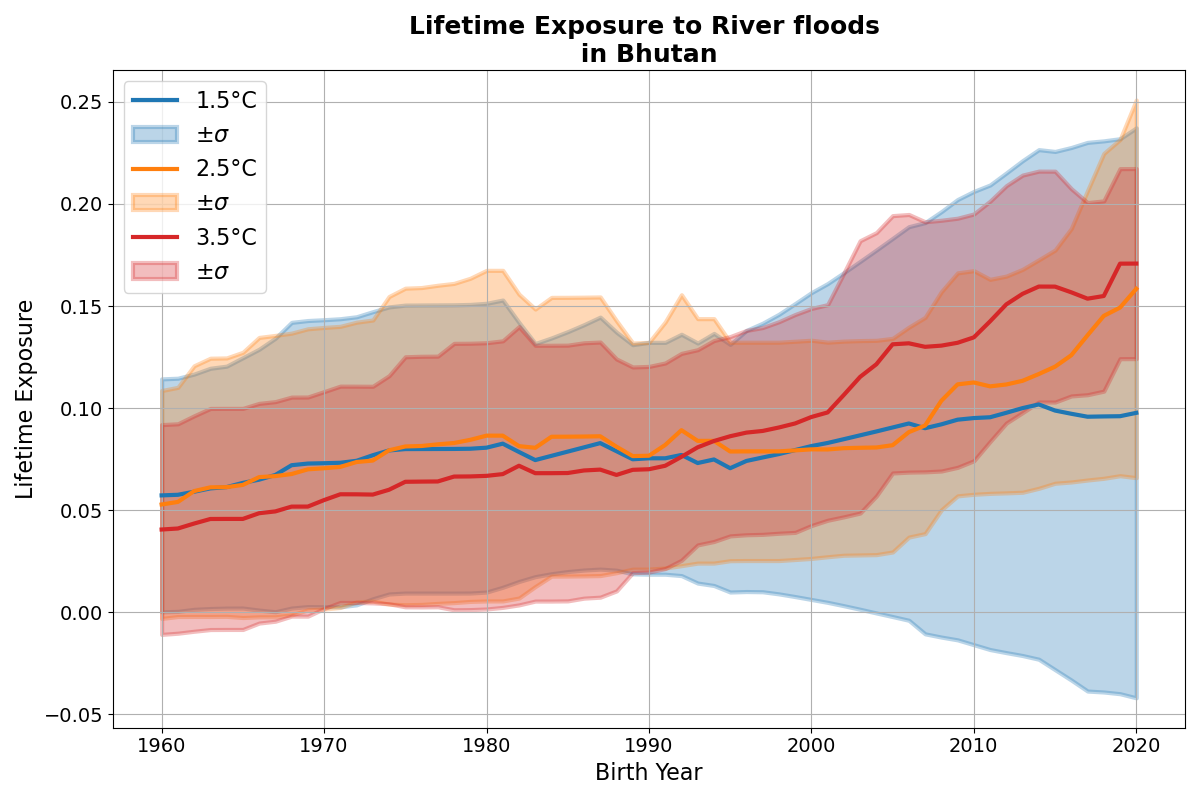 Lifetime Exposure to River floods
in Bhutan
1.5°C
±σ
2.5°C
±σ
3.5°C
±σ
Lifetime Exposure
0.25
0.20
0.15
0.10
0.05
0.00
−0.05
1960 1970 1980 1990 2000 2010 2020
Birth Year